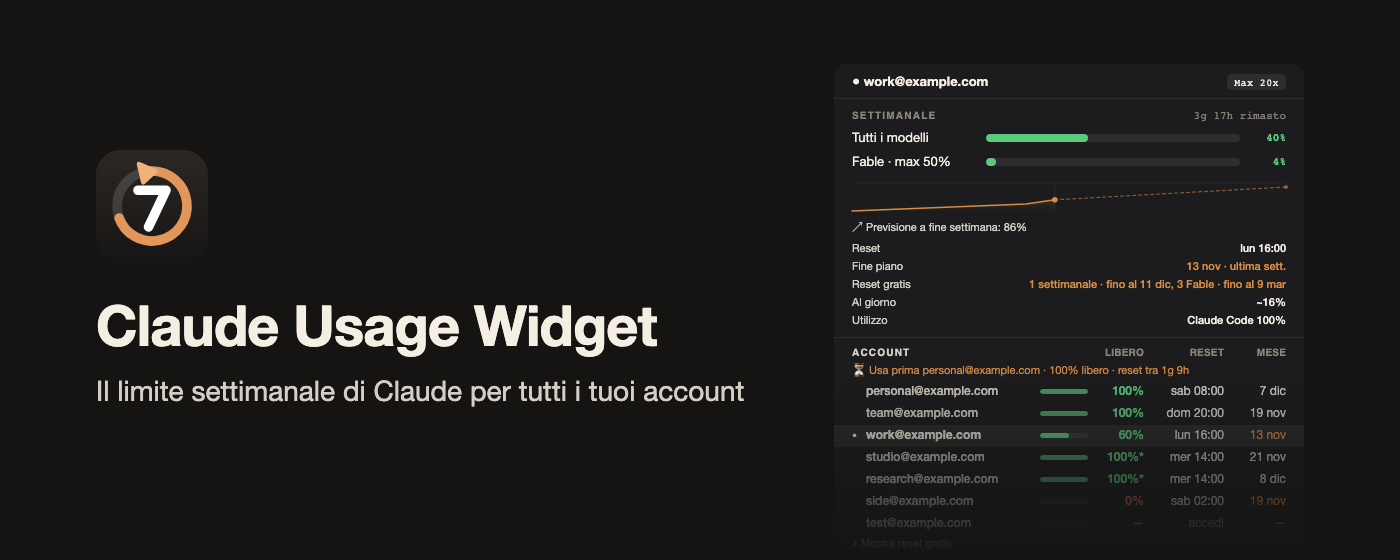 7
Claude Usage Widget
Il limite settimanale di Claude per tutti i tuoi account
• work@example.com Max 20x
SETTIMANALE 3g 17h rimasto
Tutti i modelli 40%
Fable · max 50% 4%
↗ Previsione a fine settimana: 86%
Reset lun 16:00
Fine piano 13 nov · ultima sett.
Reset gratis 1 settimanale · fino al 11 dic, 3 Fable · fino al 9 mar
Al giorno ~16%
Utilizzo Claude Code 100%
ACCOUNT LIBERO RESET MESE
⏳ Usa prima personal@example.com · 100% libero · reset tra 1g 9h
personal@example.com 100% sab 08:00 7 dic
team@example.com 100% dom 20:00 19 nov
• work@example.com 60% lun 16:00 13 nov
studio@example.com 100%* mer 14:00 21 nov
research@example.com 100%* mer 14:00 8 dic
side@example.com 0% sab 02:00 19 nov
test@example.com — accedi —
+ Mostra reset gratis